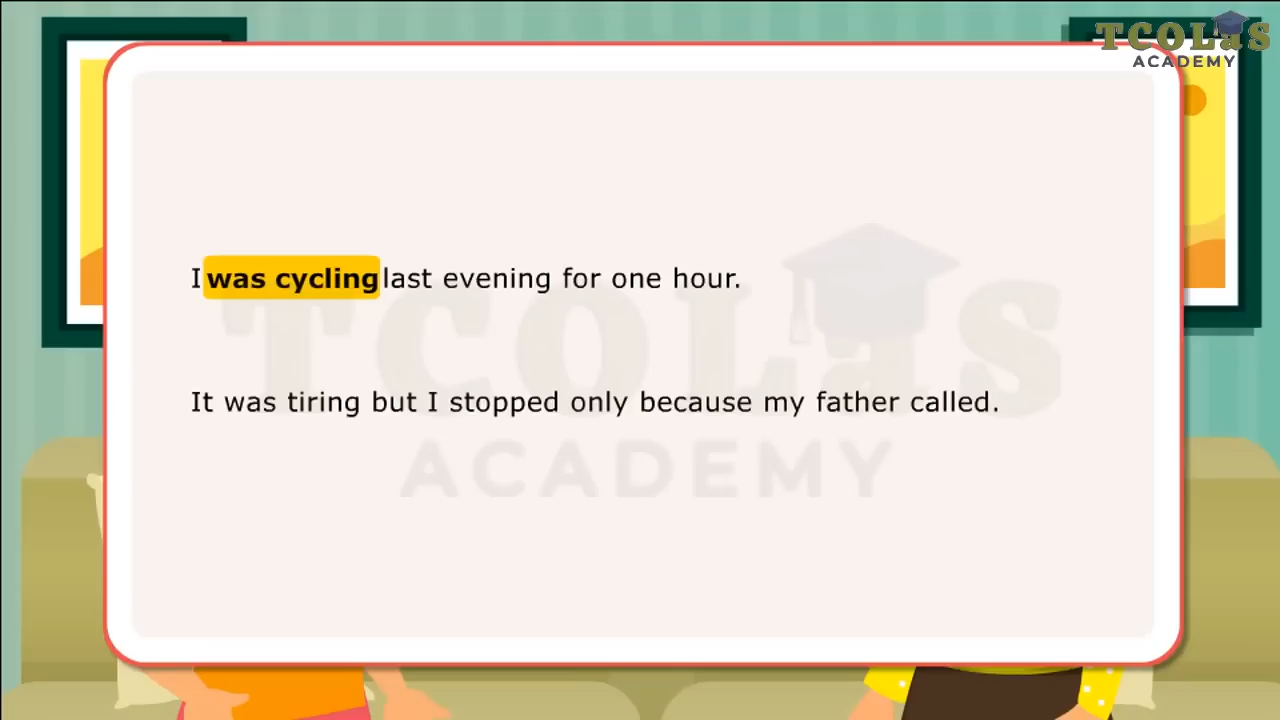 TCOLaS
ACADEMY
I was cycling last evening for one hour.
It was tiring but I stopped only because my father called.
TCOLaS
ACADEMY